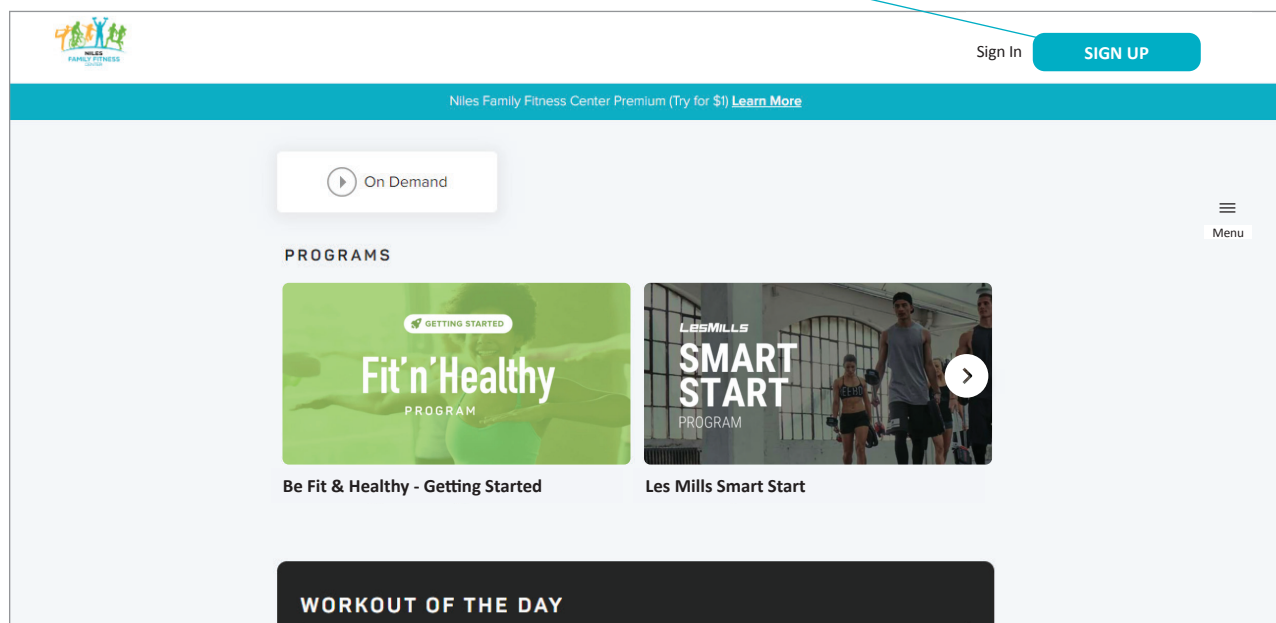 NILES
FAMILY FITNESS
CENTER
Sign In
SIGN UP
Niles Family Fitness Center Premium (Try for $1) Learn More
On Demand
Menu
PROGRAMS
GETTING STARTED
Fit'n'Healthy
PROGRAM
LesMILLS
SMART
START
PROGRAM
Be Fit & Healthy - Getting Started
Les Mills Smart Start
WORKOUT OF THE DAY